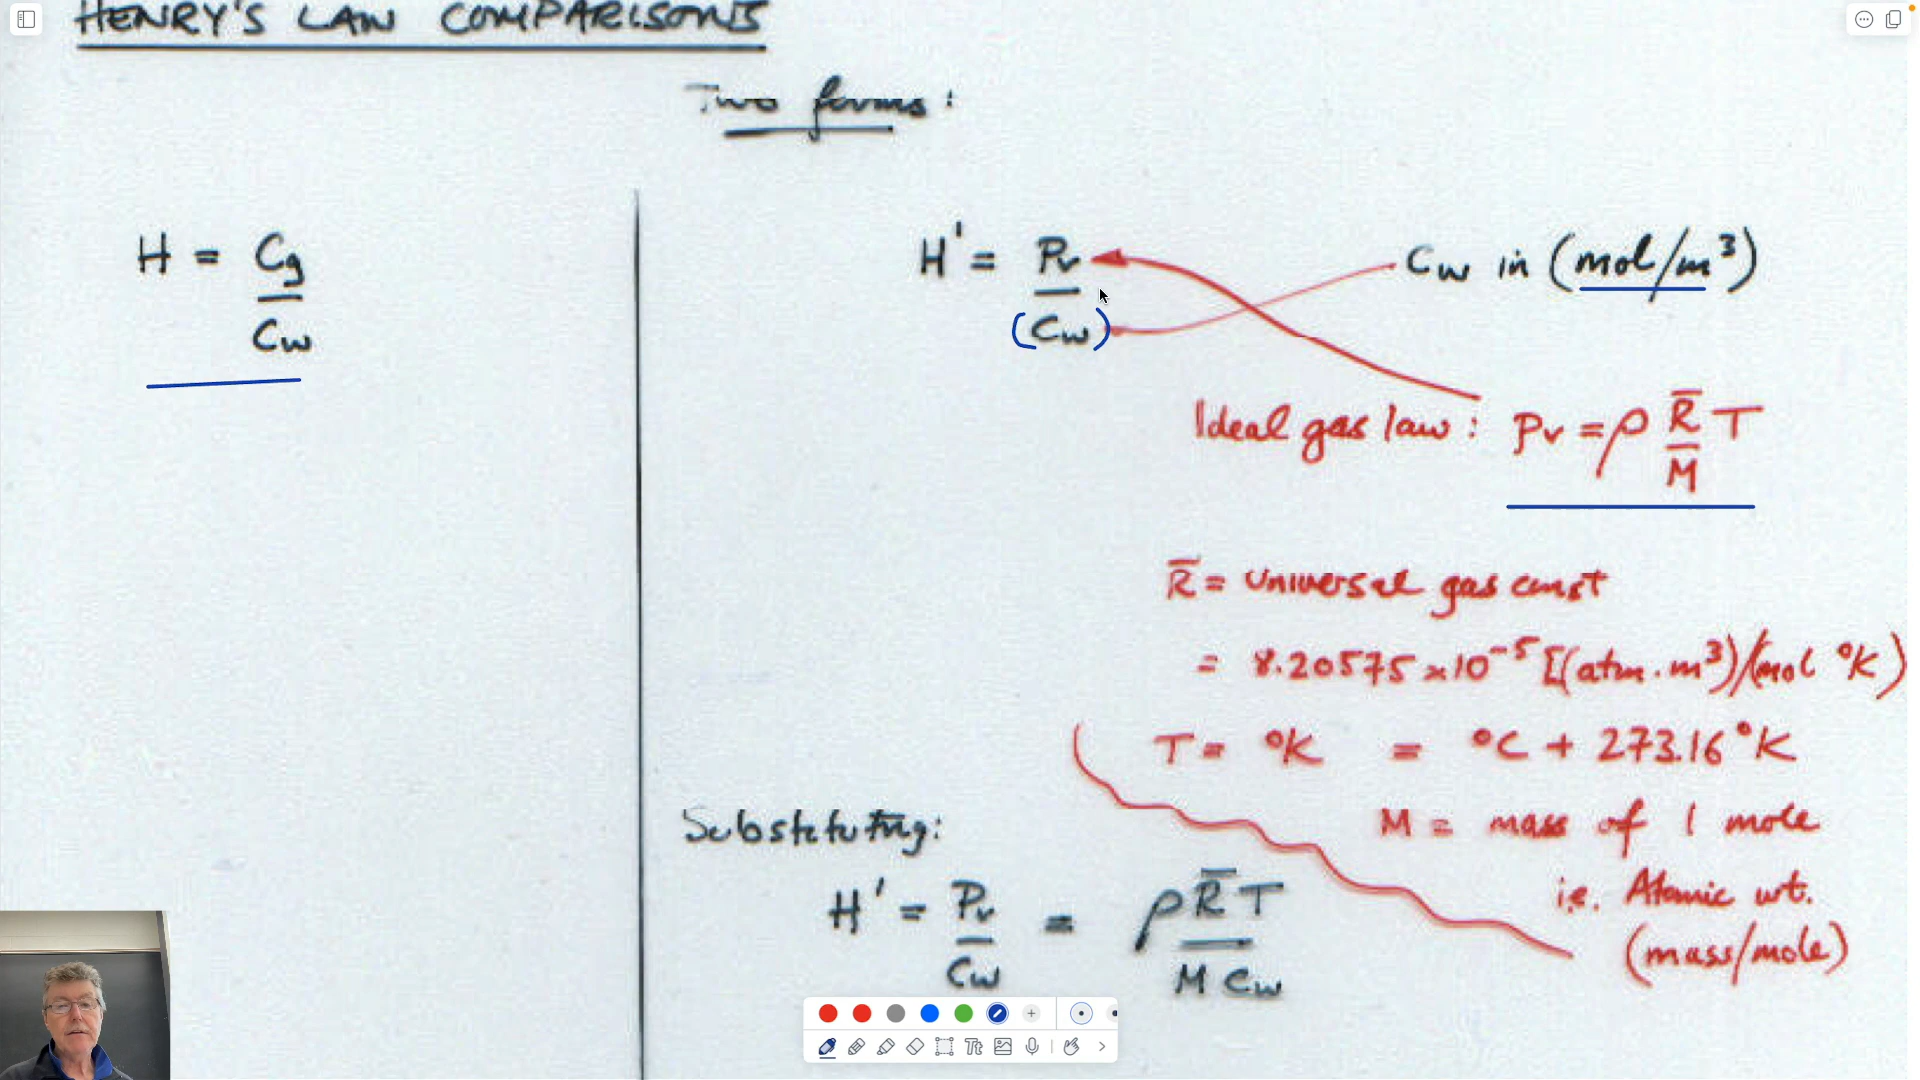 HENRY'S LAW COMPARISONS
Two forms:
H = Cg
Cw
H' = Pv
(Cw)
Cw in (mol/m³)
Ideal gas law: Pv = ρ R̄ T
M
R̄ = universal gas const
= 8.20575 x 10⁻⁵ [(atm.m³)/(mol °K)
T = °K = °C + 273.16 °K
M = mass of 1 mole
i.e. Atomic wt.
(mass/mole)
Substituting:
H' = Pv = ρ R̄ T
Cw M Cw
Tt